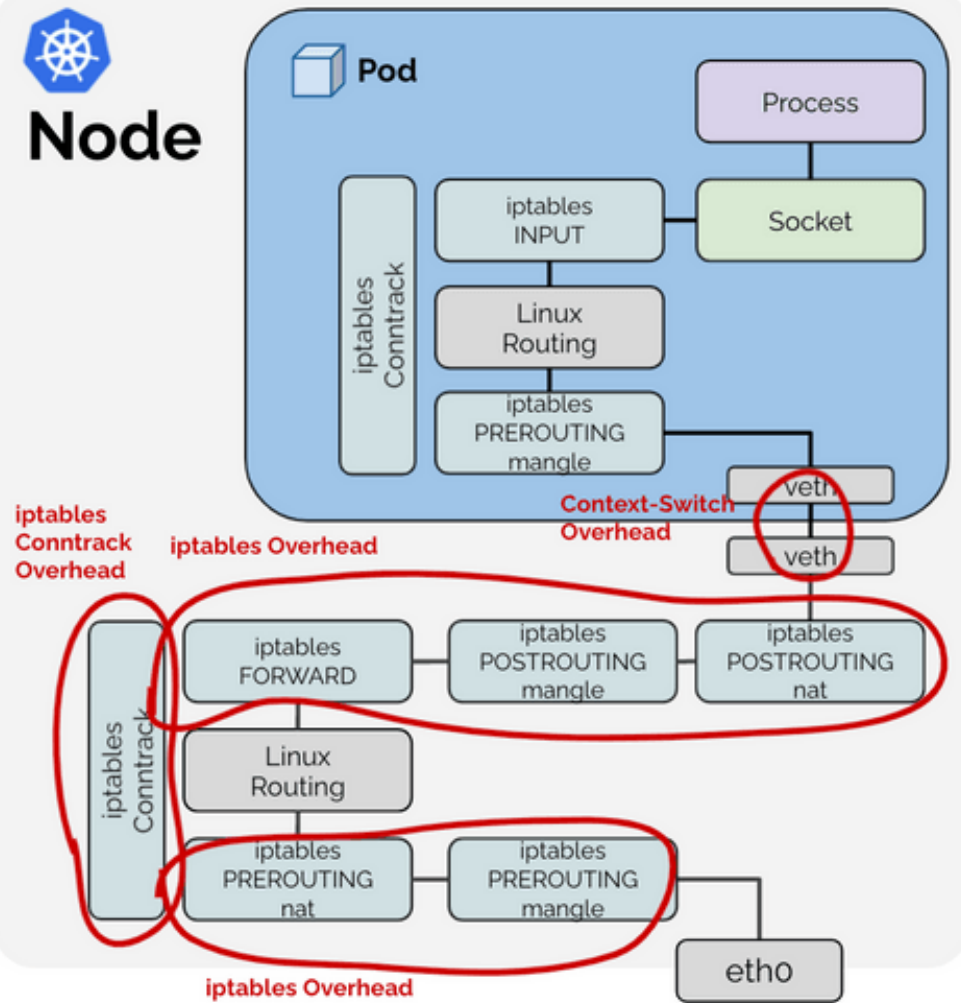 Node
Pod
Process
Socket
iptables
INPUT
Linux
Routing
iptables
PREROUTING
mangle
iptables
Conntrack
veth
Context-Switch
Overhead
veth
iptables
Conntrack
Overhead
iptables Overhead
iptables
FORWARD
iptables
POSTROUTING
mangle
iptables
POSTROUTING
nat
iptables
Conntrack
Linux
Routing
iptables
PREROUTING
nat
iptables
PREROUTING
mangle
eth0
iptables Overhead